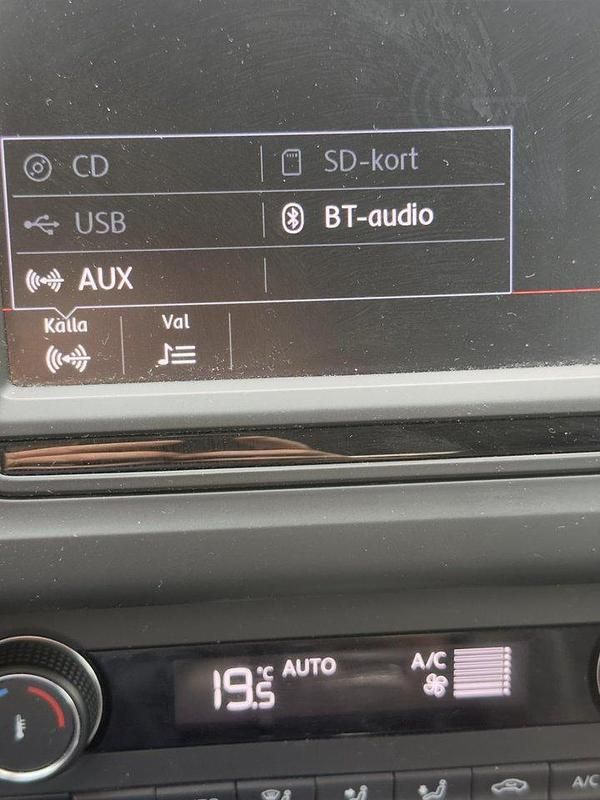 CD SD-kort
USB BT-audio
AUX
Källa Val
19.5 °C AUTO A/C
A/C